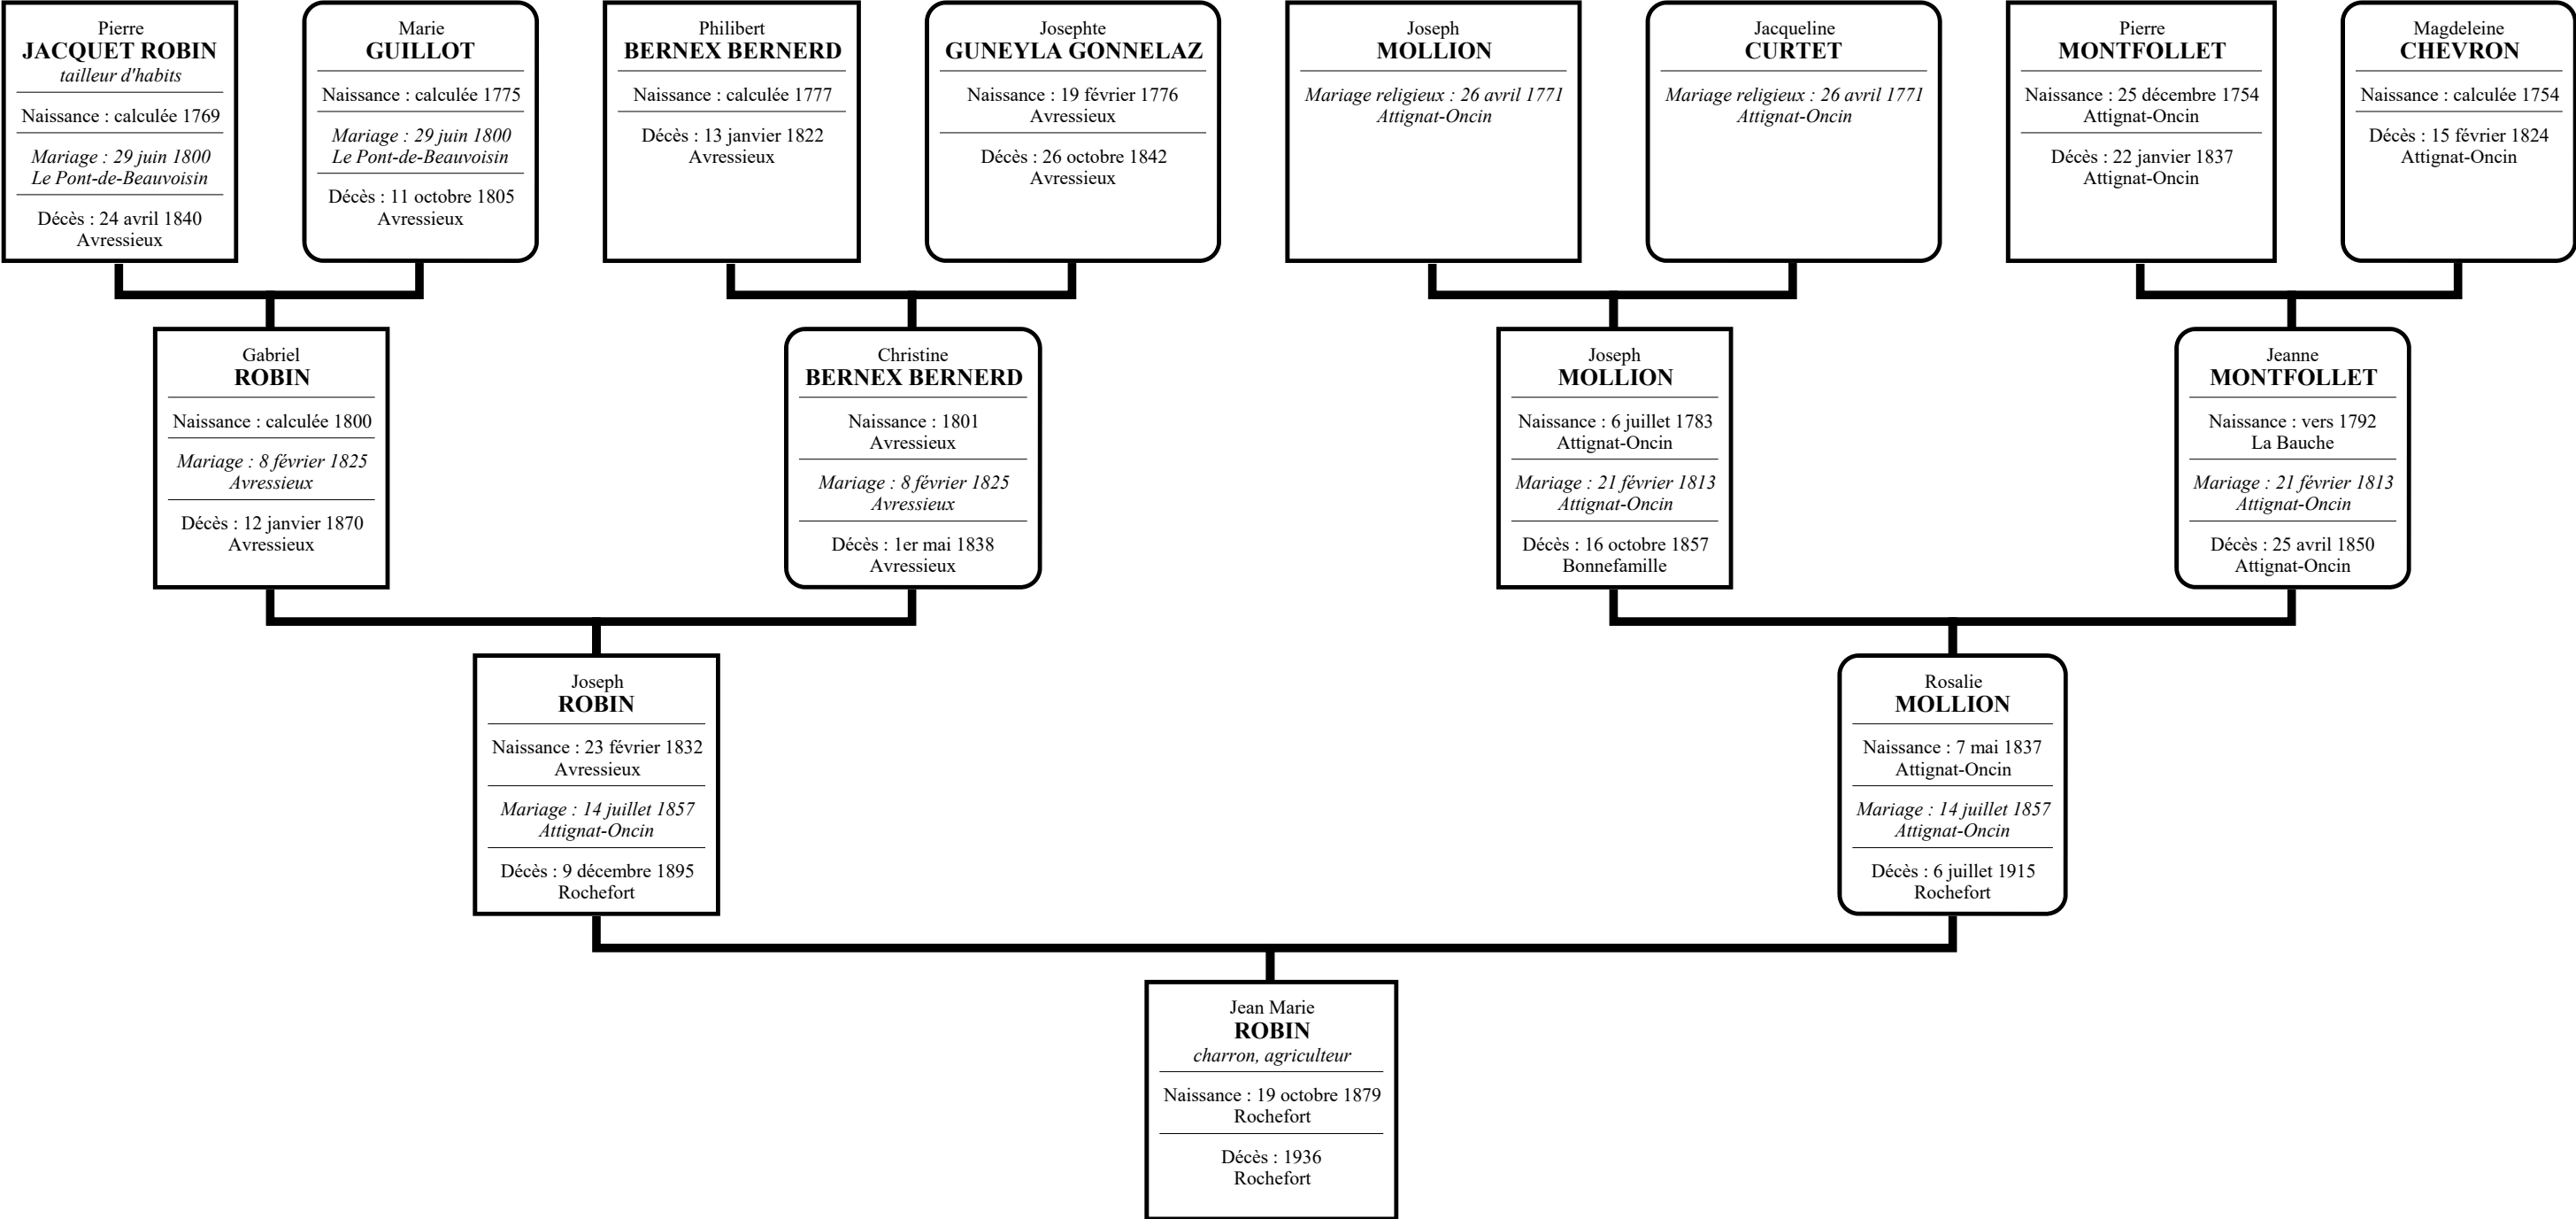 Pierre
JACQUET ROBIN
tailleur d'habits
Naissance : calculée 1769
Mariage : 29 juin 1800
Le Pont-de-Beauvoisin
Décès : 24 avril 1840
Avressieux
Marie
GUILLOT
Naissance : calculée 1775
Mariage : 29 juin 1800
Le Pont-de-Beauvoisin
Décès : 11 octobre 1805
Avressieux
Philibert
BERNEX BERNERD
Naissance : calculée 1777
Décès : 13 janvier 1822
Avressieux
Josephte
GUNEYLA GONNELAZ
Naissance : 19 février 1776
Avressieux
Décès : 26 octobre 1842
Avressieux
Joseph
MOLLION
Mariage religieux : 26 avril 1771
Attignat-Oncin
Jacqueline
CURTET
Mariage religieux : 26 avril 1771
Attignat-Oncin
Pierre
MONTFOLLET
Naissance : 25 décembre 1754
Attignat-Oncin
Décès : 22 janvier 1837
Attignat-Oncin
Magdeleine
CHEVRON
Naissance : calculée 1754
Décès : 15 février 1824
Attignat-Oncin
Gabriel
ROBIN
Naissance : calculée 1800
Mariage : 8 février 1825
Avressieux
Décès : 12 janvier 1870
Avressieux
Christine
BERNEX BERNERD
Naissance : 1801
Avressieux
Mariage : 8 février 1825
Avressieux
Décès : 1er mai 1838
Avressieux
Joseph
MOLLION
Naissance : 6 juillet 1783
Attignat-Oncin
Mariage : 21 février 1813
Attignat-Oncin
Décès : 16 octobre 1857
Bonnefamille
Jeanne
MONTFOLLET
Naissance : vers 1792
La Bauche
Mariage : 21 février 1813
Attignat-Oncin
Décès : 25 avril 1850
Attignat-Oncin
Joseph
ROBIN
Naissance : 23 février 1832
Avressieux
Mariage : 14 juillet 1857
Attignat-Oncin
Décès : 9 décembre 1895
Rochefort
Rosalie
MOLLION
Naissance : 7 mai 1837
Attignat-Oncin
Mariage : 14 juillet 1857
Attignat-Oncin
Décès : 6 juillet 1915
Rochefort
Jean Marie
ROBIN
charron, agriculteur
Naissance : 19 octobre 1879
Rochefort
Décès : 1936
Rochefort